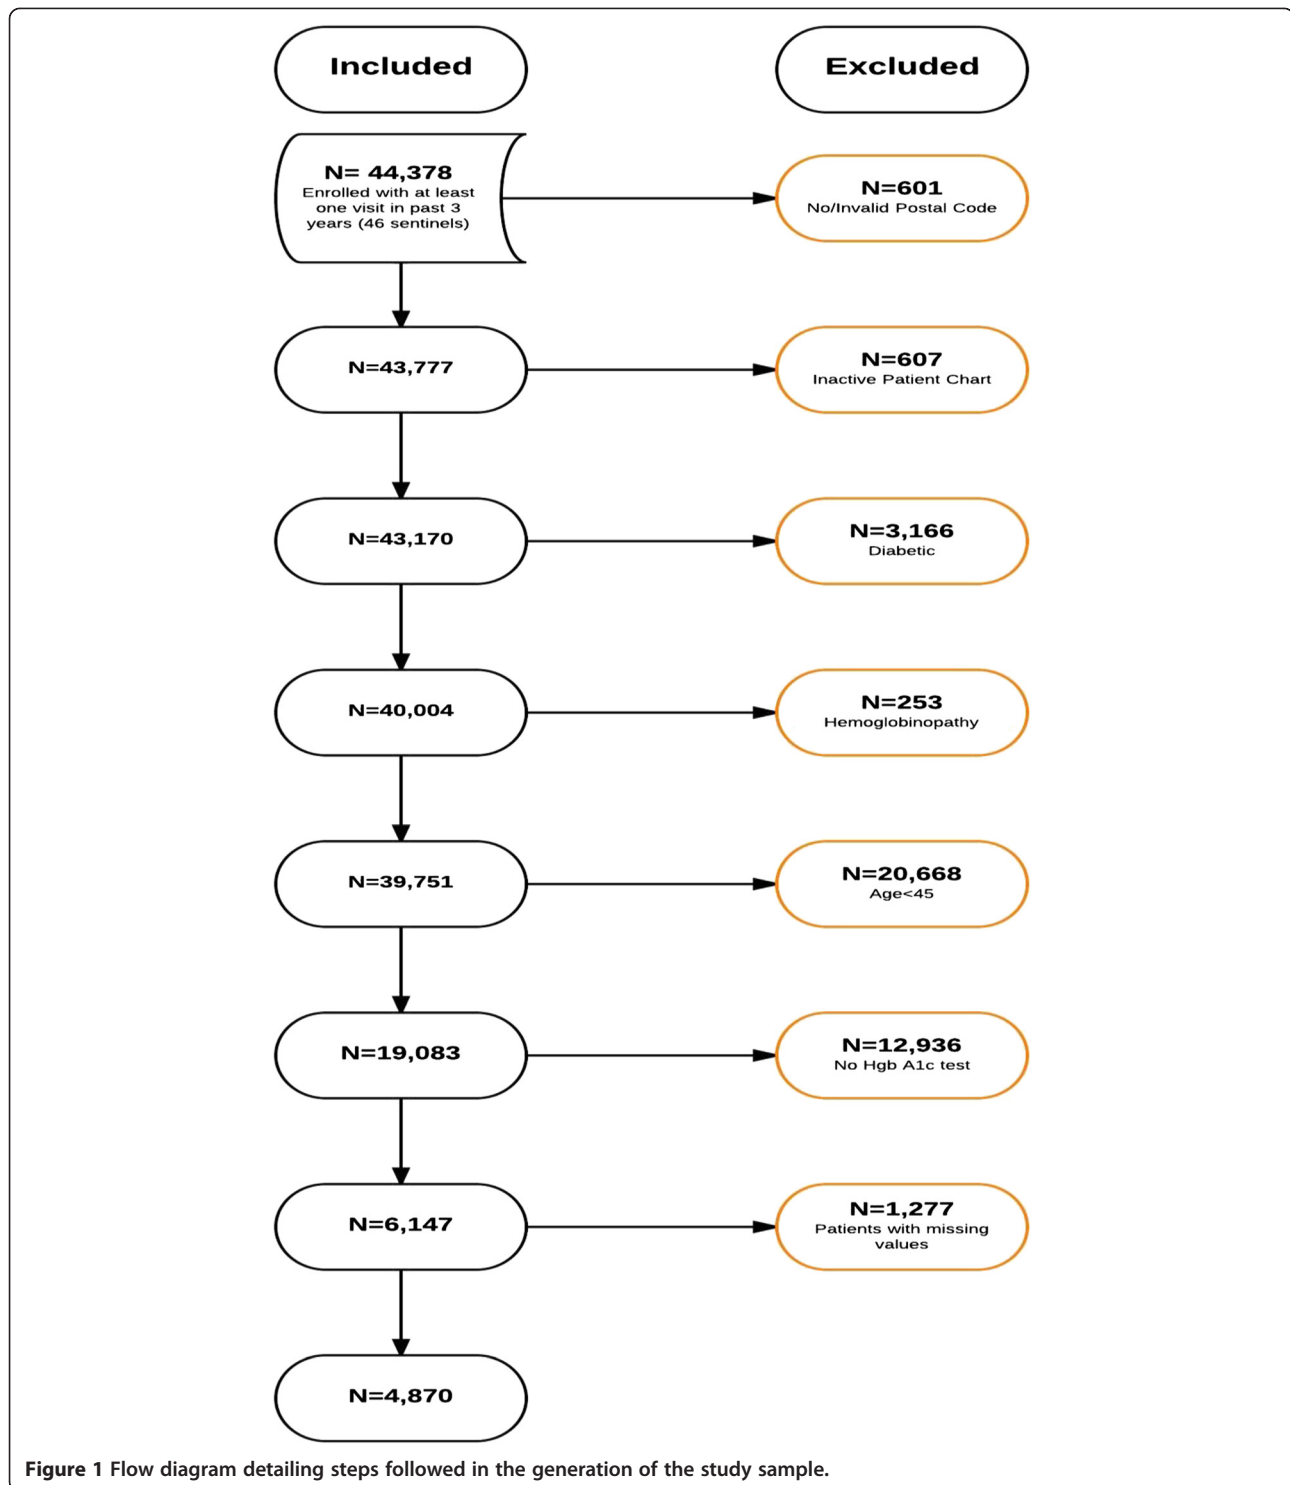 Included
Excluded
N= 44,378
Enrolled with at least
one visit in past 3
years (46 sentinels)
N=601
No/Invalid Postal Code
N=43,777
N=607
Inactive Patient Chart
N=43,170
N=3,166
Diabetic
N=40,004
N=253
Hemoglobinopathy
N=39,751
N=20,668
Age<45
N=19,083
N=12,936
No Hgb A1c test
N=6,147
N=1,277
Patients with missing
values
N=4,870
Figure 1 Flow diagram detailing steps followed in the generation of the study sample.